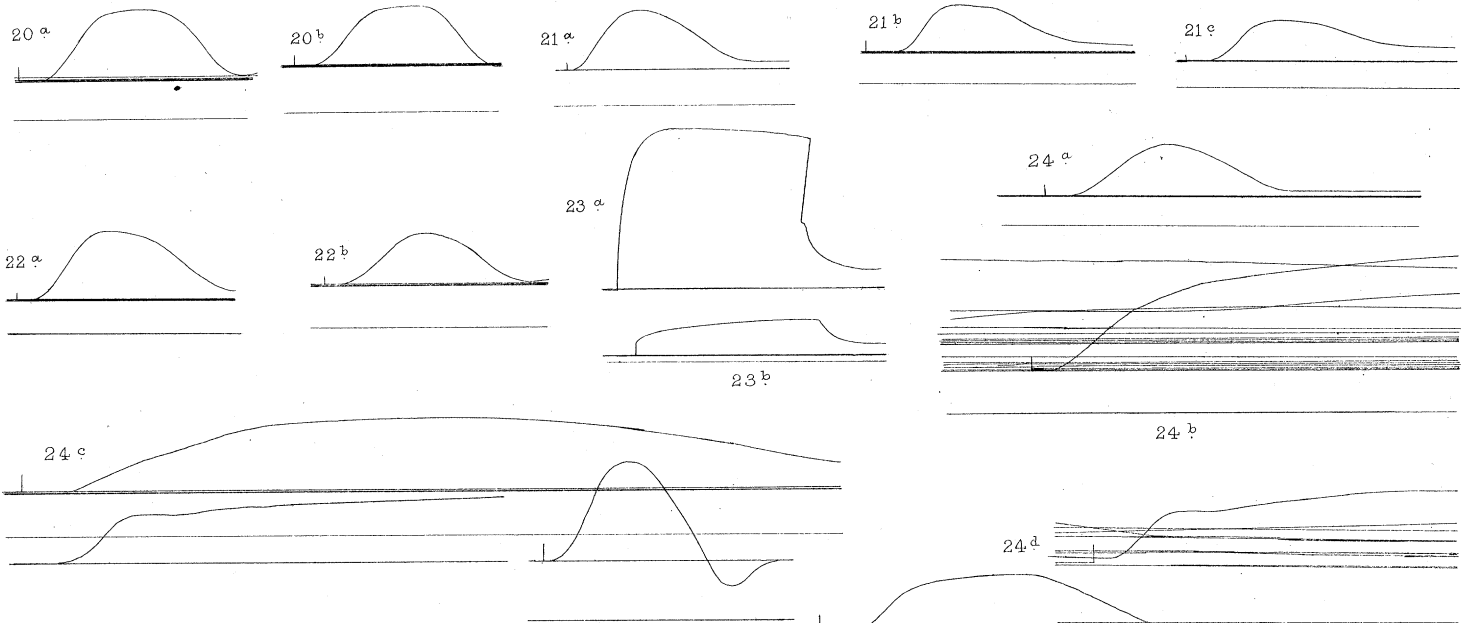 20 a.
20 b.
21 a.
21 b.
21 c.
22 a.
22 b.
23 a.
24 a.
23 b.
24 b.
24 c.
24 d.